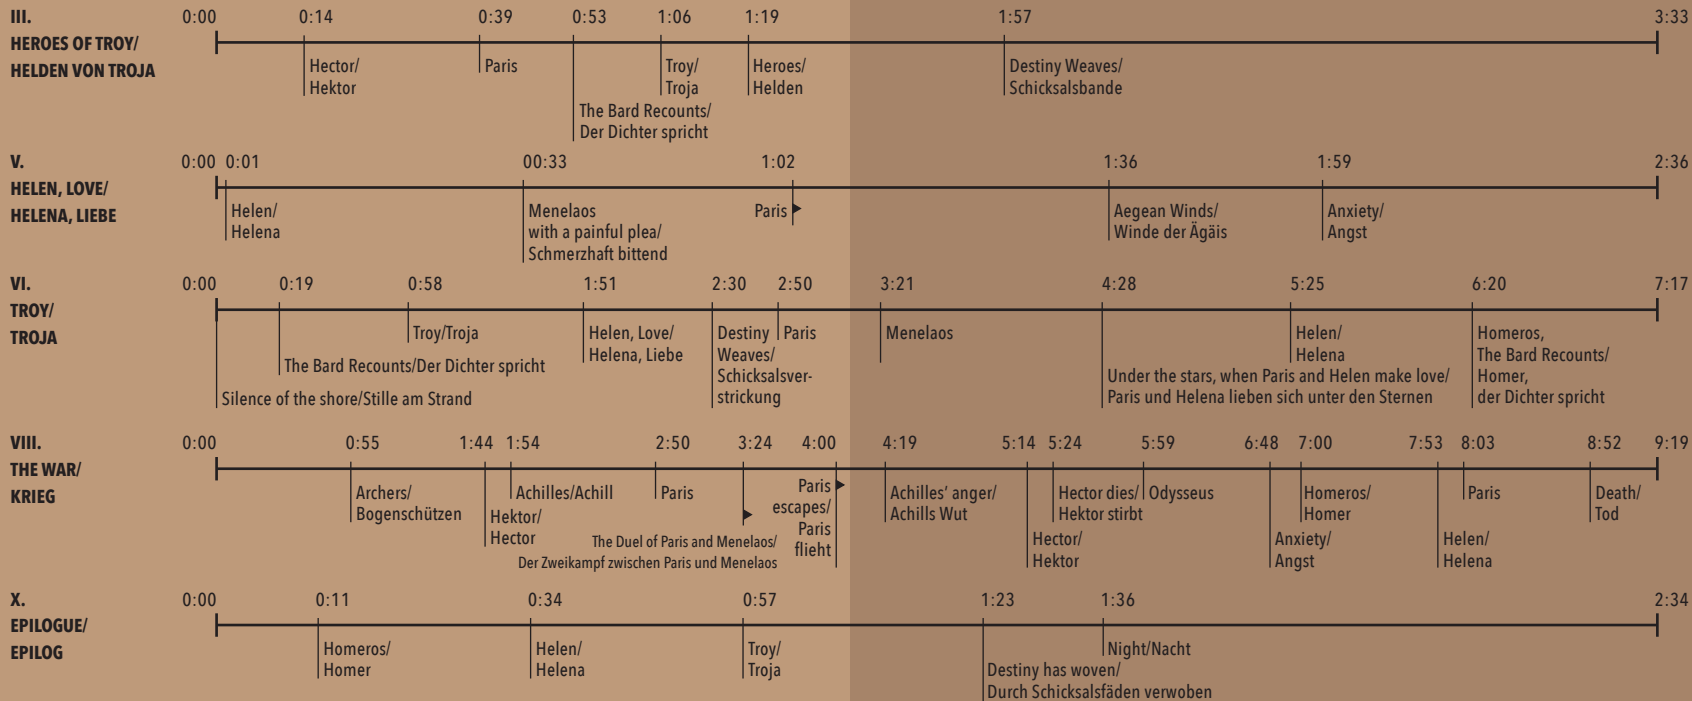 III.
HEROES OF TROY/
HELDEN VON TROJA
0:00 0:14 0:39 0:53 1:06 1:19 1:57 3:33
Hector/
Hektor
Paris
The Bard Recounts/
Der Dichter spricht
Troy/
Troja
Heroes/
Helden
Destiny Weaves/
Schicksalsbande
V.
HELEN, LOVE/
HELENA, LIEBE
0:00 0:01 00:33 1:02 1:36 1:59 2:36
Helen/
Helena
Menelaos
with a painful plea/
Schmerzhaft bittend
Paris
Aegean Winds/
Winde der Ägäis
Anxiety/
Angst
VI.
TROY/
TROJA
0:00 0:19 0:58 1:51 2:30 2:50 3:21 4:28 5:25 6:20 7:17
Silence of the shore/Stille am Strand
The Bard Recounts/Der Dichter spricht
Troy/Troja
Helen, Love/
Helena, Liebe
Destiny
Weaves/
Schicksalsver-
strickung
Paris
Menelaos
Under the stars, when Paris and Helen make love/
Paris und Helena lieben sich unter den Sternen
Helen/
Helena
Homeros,
The Bard Recounts/
Homer,
der Dichter spricht
VIII.
THE WAR/
KRIEG
0:00 0:55 1:44 1:54 2:50 3:24 4:00 4:19 5:14 5:24 5:59 6:48 7:00 7:53 8:03 8:52 9:19
Archers/
Bogenschützen
Hektor/
Hector
Achilles/Achill
Paris
The Duel of Paris and Menelaos/
Der Zweikampf zwischen Paris und Menelaos
Paris
escapes/
Paris
flieht
Achilles’ anger/
Achills Wut
Hector/
Hektor
Hector dies/
Hektor stirbt
Odysseus
Anxiety/
Angst
Homeros/
Homer
Helen/
Helena
Paris
Death/
Tod
X.
EPILOGUE/
EPILOG
0:00 0:11 0:34 0:57 1:23 1:36 2:34
Homeros/
Homer
Helen/
Helena
Troy/
Troja
Destiny has woven/
Durch Schicksalsfäden verwoben
Night/Nacht